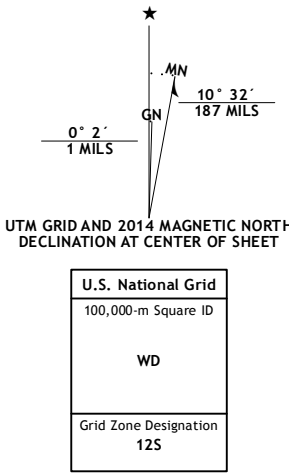 ★
MN
10° 32´
187 MILS
GN
0° 2´
1 MILS
UTM GRID AND 2014 MAGNETIC NORTH
DECLINATION AT CENTER OF SHEET
U.S. National Grid
100,000-m Square ID
WD
Grid Zone Designation
12S